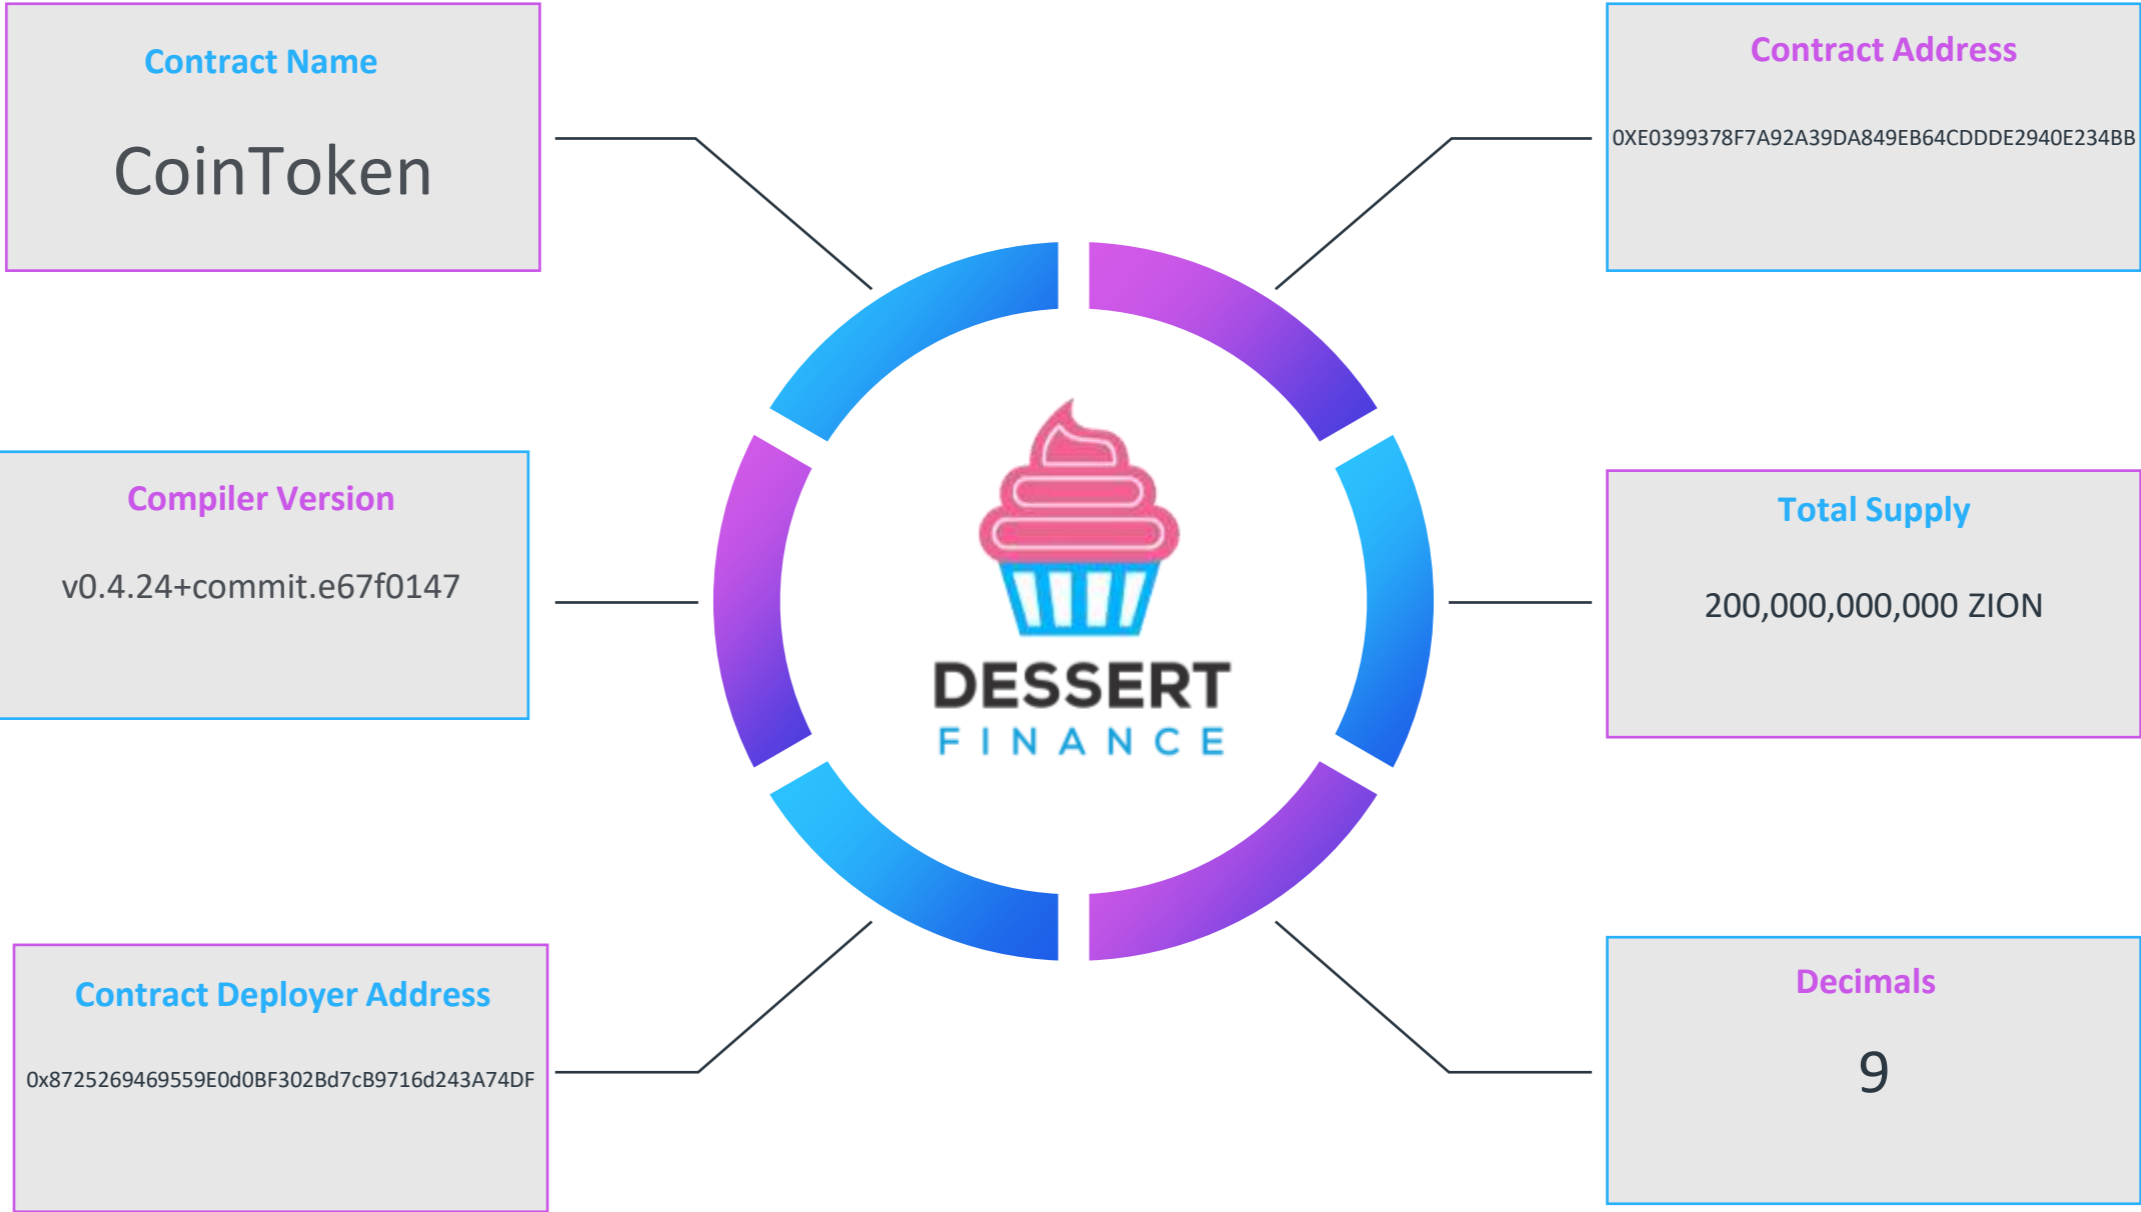 Contract Name
CoinToken
Contract Address
0XE0399378F7A92A39DA849EB64CDDDE2940E234BB
Compiler Version
v0.4.24+commit.e67f0147
DESSERT
FINANCE
Total Supply
200,000,000,000 ZION
Contract Deployer Address
0x8725269469559E0d0BF302Bd7cB9716d243A74DF
Decimals
9